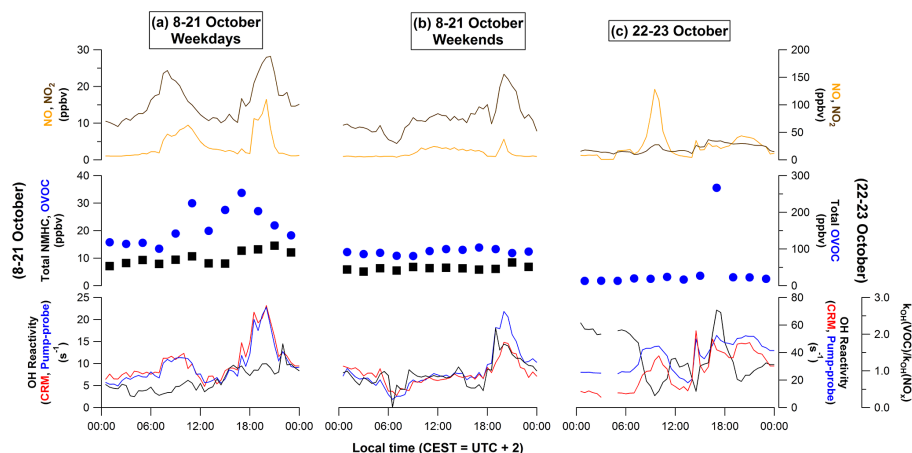 (a) 8-21 October
Weekdays
(b) 8-21 October
Weekends
(c) 22-23 October
NO, NO2
(ppbv)
30
20
10
0
200
150
100
50
0
NO, NO2
(ppbv)
(8-21 October)
Total NMHC, OVOC
(ppbv)
40
30
20
10
0
300
200
100
0
Total OVOC
(ppbv)
(22-23 October)
OH Reactivity
(CRM, Pump-probe)
(s-1)
25
20
15
10
5
0
80
60
40
20
0
OH Reactivity
(CRM, Pump-probe)
(s-1)
3.0
2.0
1.0
0.0
kOH(VOC)/kOH(NOx)
00:00 06:00 12:00 18:00 00:00
00:00 06:00 12:00 18:00 00:00
00:00 06:00 12:00 18:00 00:00
Local time (CEST = UTC + 2)